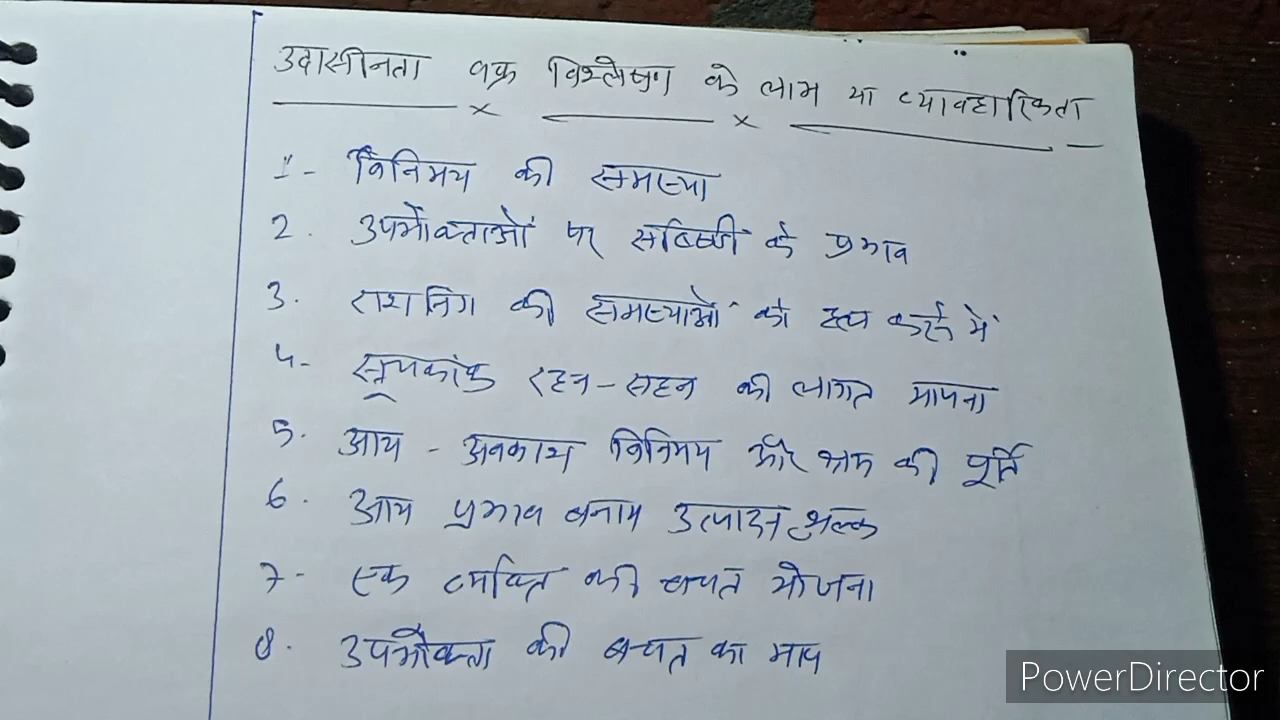 उदासीनता वक्र विश्लेषण के लाभ या व्यावहारिकता
1- विनिमय की समस्या
2. उपभोक्ताओं पर सब्सिडी के प्रभाव
3. राशनिंग की समस्याओं को हल करने में
4- सूचकांक रहन-सहन की लागत मापना
5. आय - अवकाश विनिमय और श्रम की पूर्ति
6. आय प्रभाव बनाम उत्पादन शुल्क
7- एक व्यक्ति की बचत योजना
8. उपभोक्ता की बचत का माप
PowerDirector